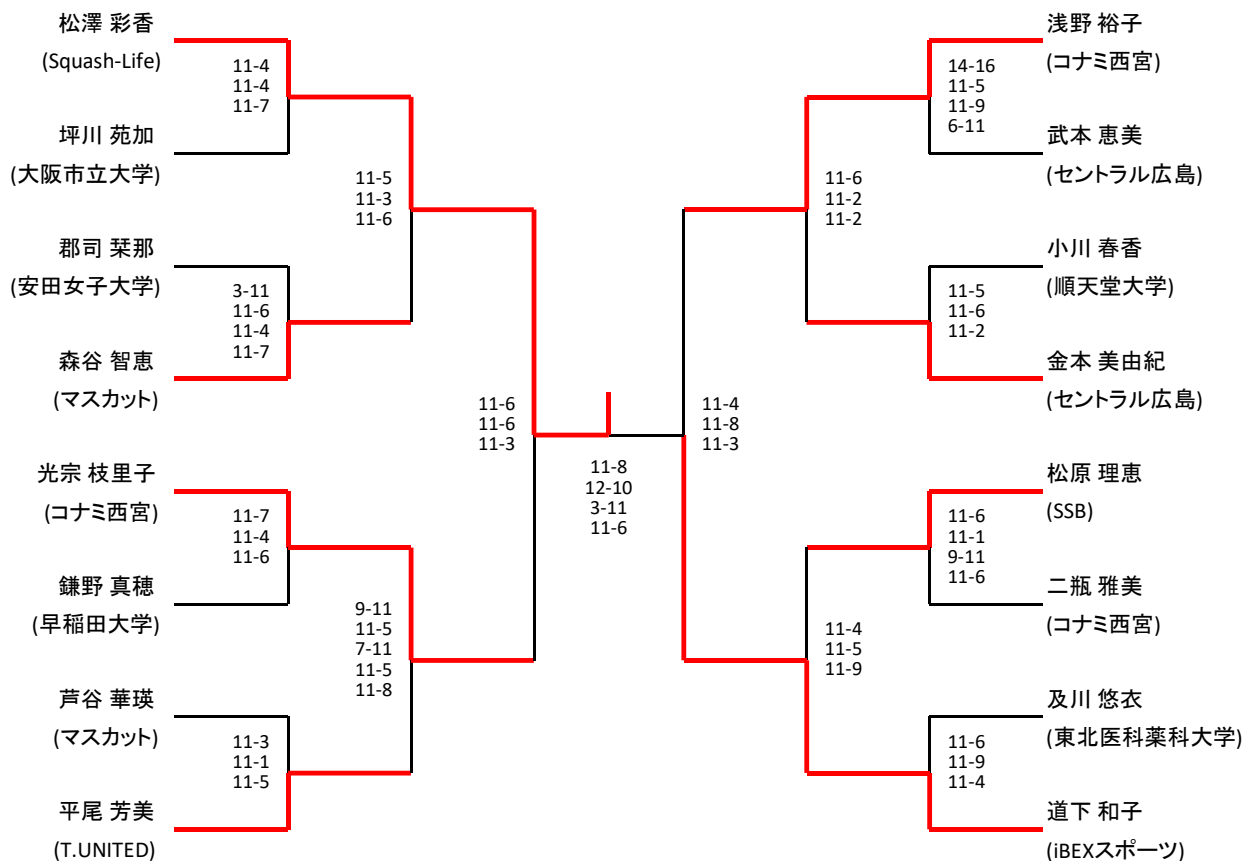 松澤 彩香
(Squash-Life)
11-4
11-4
11-7
坪川 苑加
(大阪市立大学)
11-5
11-3
11-6
郡司 栞那
(安田女子大学)
3-11
11-6
11-4
11-7
森谷 智恵
(マスカット)
11-6
11-6
11-3
光宗 枝里子
(コナミ西宮)
11-7
11-4
11-6
鎌野 真穂
(早稲田大学)
9-11
11-5
7-11
11-5
11-8
芦谷 華瑛
(マスカット)
11-3
11-1
11-5
平尾 芳美
(T.UNITED)
11-8
12-10
3-11
11-6
浅野 裕子
(コナミ西宮)
14-16
11-5
11-9
6-11
武本 恵美
(セントラル広島)
11-6
11-2
11-2
小川 春香
(順天堂大学)
11-5
11-6
11-2
金本 美由紀
(セントラル広島)
11-4
11-8
11-3
松原 理恵
(SSB)
11-6
11-1
9-11
11-6
二瓶 雅美
(コナミ西宮)
11-4
11-5
11-9
及川 悠衣
(東北医科薬科大学)
11-6
11-9
11-4
道下 和子
(iBEXスポーツ)